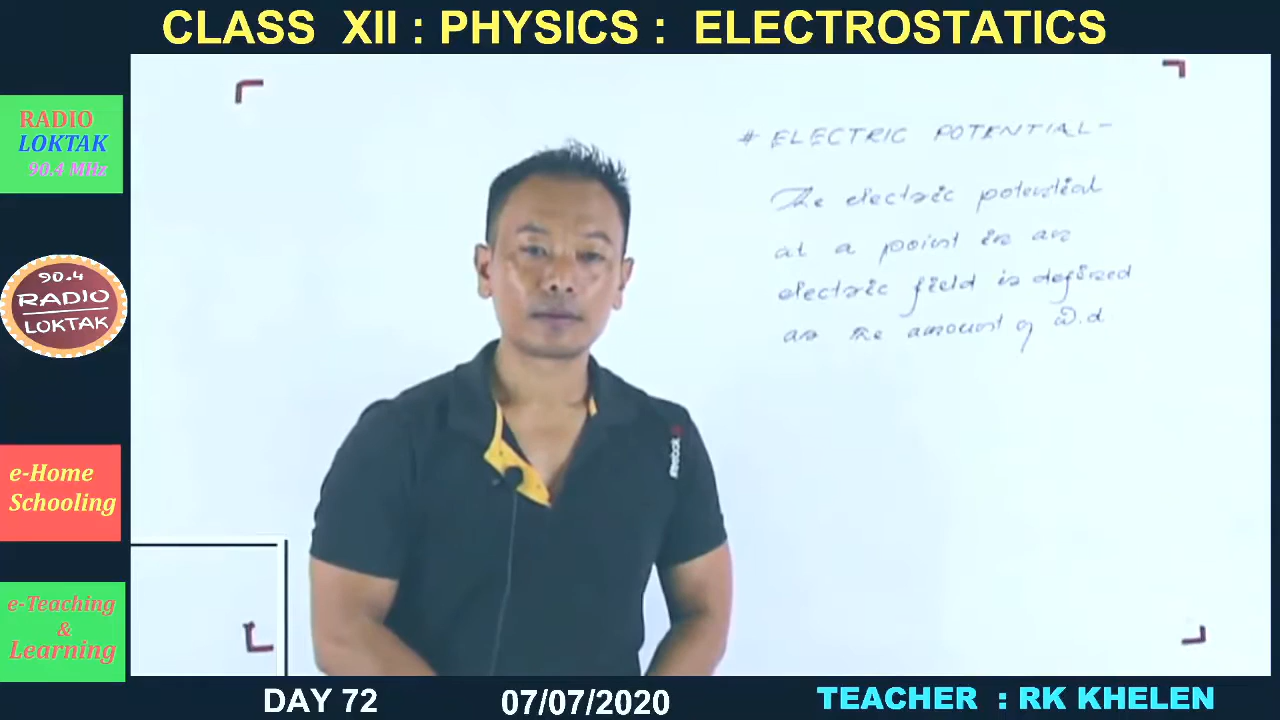 CLASS XII : PHYSICS : ELECTROSTATICS
RADIO
LOKTAK
90.4 MHz
90.4
RADIO
LOKTAK
e-Home
Schooling
e-Teaching
&
Learning
# ELECTRIC POTENTIAL –
The electric potential
at a point in an
electric field is defined
as the amount of W.d
Reebok
DAY 72
07/07/2020
TEACHER : RK KHELEN